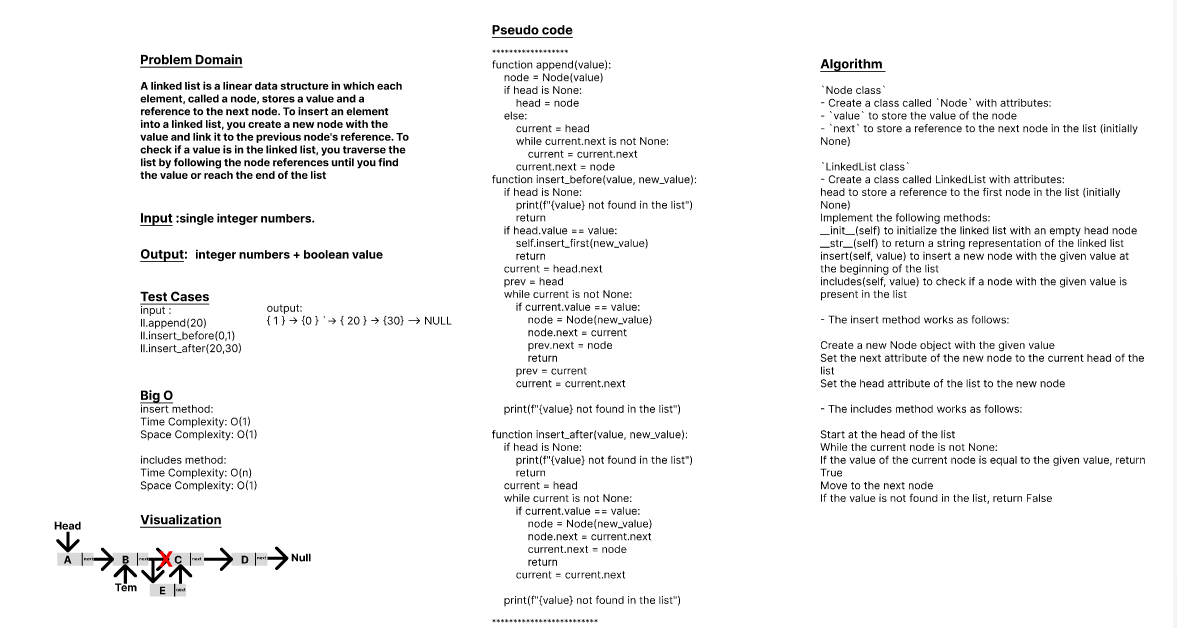 Problem Domain
A linked list is a linear data structure in which each
element, called a node, stores a value and a
reference to the next node. To insert an element
into a linked list, you create a new node with the
value and link it to the previous node's reference. To
check if a value is in the linked list, you traverse the
list by following the node references until you find
the value or reach the end of the list
Input :single integer numbers.
Output: integer numbers + boolean value
Test Cases
input :
ll.append(20)
ll.insert_before(0,1)
ll.insert_after(20,30)
output:
{ 1 } → {0 } `→ { 20 } → {30} –> NULL
Big O
insert method:
Time Complexity: O(1)
Space Complexity: O(1)
includes method:
Time Complexity: O(n)
Space Complexity: O(1)
Visualization
Head
A next B next C next D next Null
Tem E next
Pseudo code
******************
function append(value):
node = Node(value)
if head is None:
head = node
else:
current = head
while current.next is not None:
current = current.next
current.next = node
function insert_before(value, new_value):
if head is None:
print(f"{value} not found in the list")
return
if head.value == value:
self.insert_first(new_value)
return
current = head.next
prev = head
while current is not None:
if current.value == value:
node = Node(new_value)
node.next = current
prev.next = node
return
prev = current
current = current.next
print(f"{value} not found in the list")
function insert_after(value, new_value):
if head is None:
print(f"{value} not found in the list")
return
current = head
while current is not None:
if current.value == value:
node = Node(new_value)
node.next = current.next
current.next = node
return
current = current.next
print(f"{value} not found in the list")
*************************
Algorithm
`Node class`
- Create a class called `Node` with attributes:
- `value` to store the value of the node
- `next` to store a reference to the next node in the list (initially
None)
`LinkedList class`
- Create a class called LinkedList with attributes:
head to store a reference to the first node in the list (initially
None)
Implement the following methods:
__init__(self) to initialize the linked list with an empty head node
__str__(self) to return a string representation of the linked list
insert(self, value) to insert a new node with the given value at
the beginning of the list
includes(self, value) to check if a node with the given value is
present in the list
- The insert method works as follows:
Create a new Node object with the given value
Set the next attribute of the new node to the current head of the
list
Set the head attribute of the list to the new node
- The includes method works as follows:
Start at the head of the list
While the current node is not None:
If the value of the current node is equal to the given value, return
True
Move to the next node
If the value is not found in the list, return False